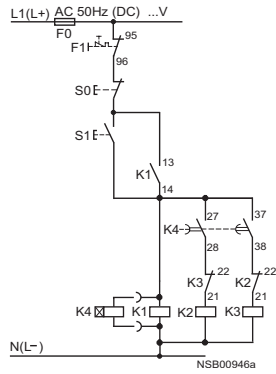 L1(L+) AC 50Hz (DC) ...V
F0
95
F1
96
S0
S1
13
K1
14
27
37
K4
28
38
K3 22
K2 22
21
21
K4 K1 K2 K3
N(L−)
NSB00946a